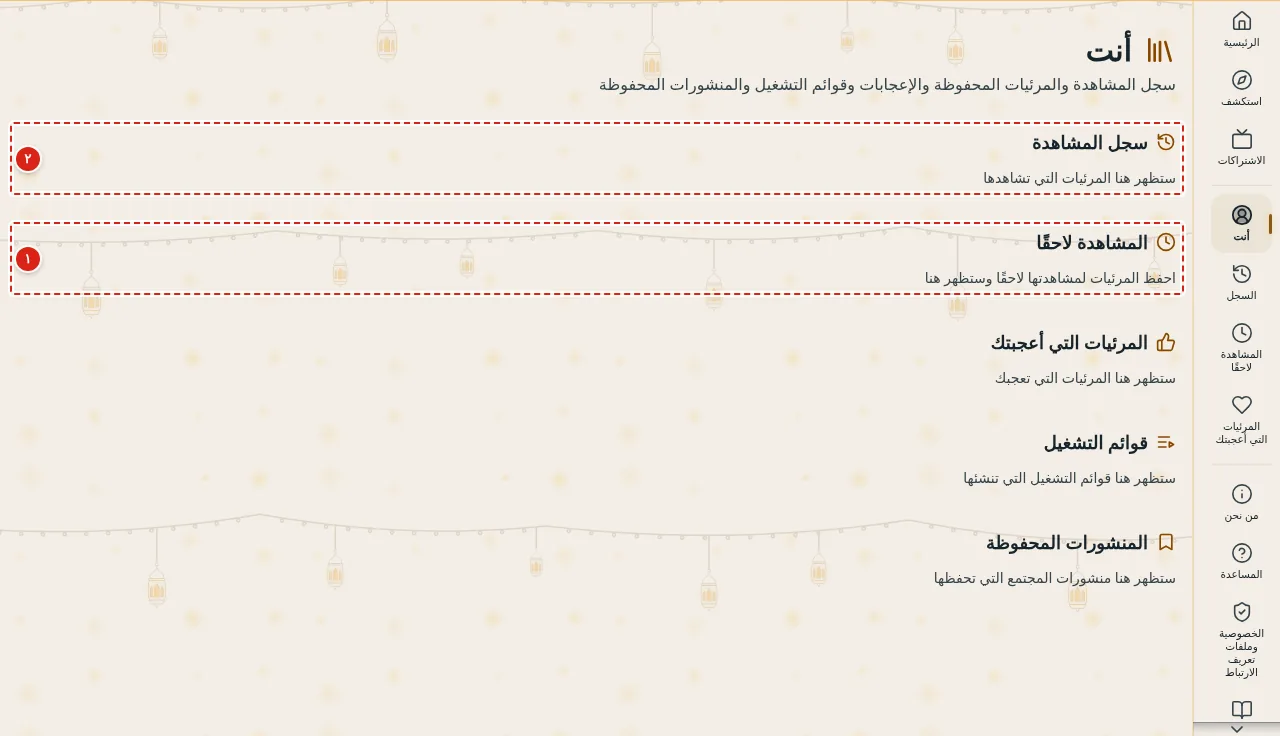 أنت
سجل المشاهدة والمرئيات المحفوظة والإعجابات وقوائم التشغيل والمنشورات المحفوظة
سجل المشاهدة
ستظهر هنا المرئيات التي تشاهدها
٢
المشاهدة لاحقًا
احفظ المرئيات لمشاهدتها لاحقًا وستظهر هنا
١
المرئيات التي أعجبتك
ستظهر هنا المرئيات التي تعجبك
قوائم التشغيل
ستظهر هنا قوائم التشغيل التي تنشئها
المنشورات المحفوظة
ستظهر هنا منشورات المجتمع التي تحفظها
الرئيسية
استكشف
الاشتراكات
أنت
السجل
المشاهدة
لاحقًا
المرئيات
التي أعجبتك
من نحن
المساعدة
الخصوصية
وملفات
تعريف
الارتباط